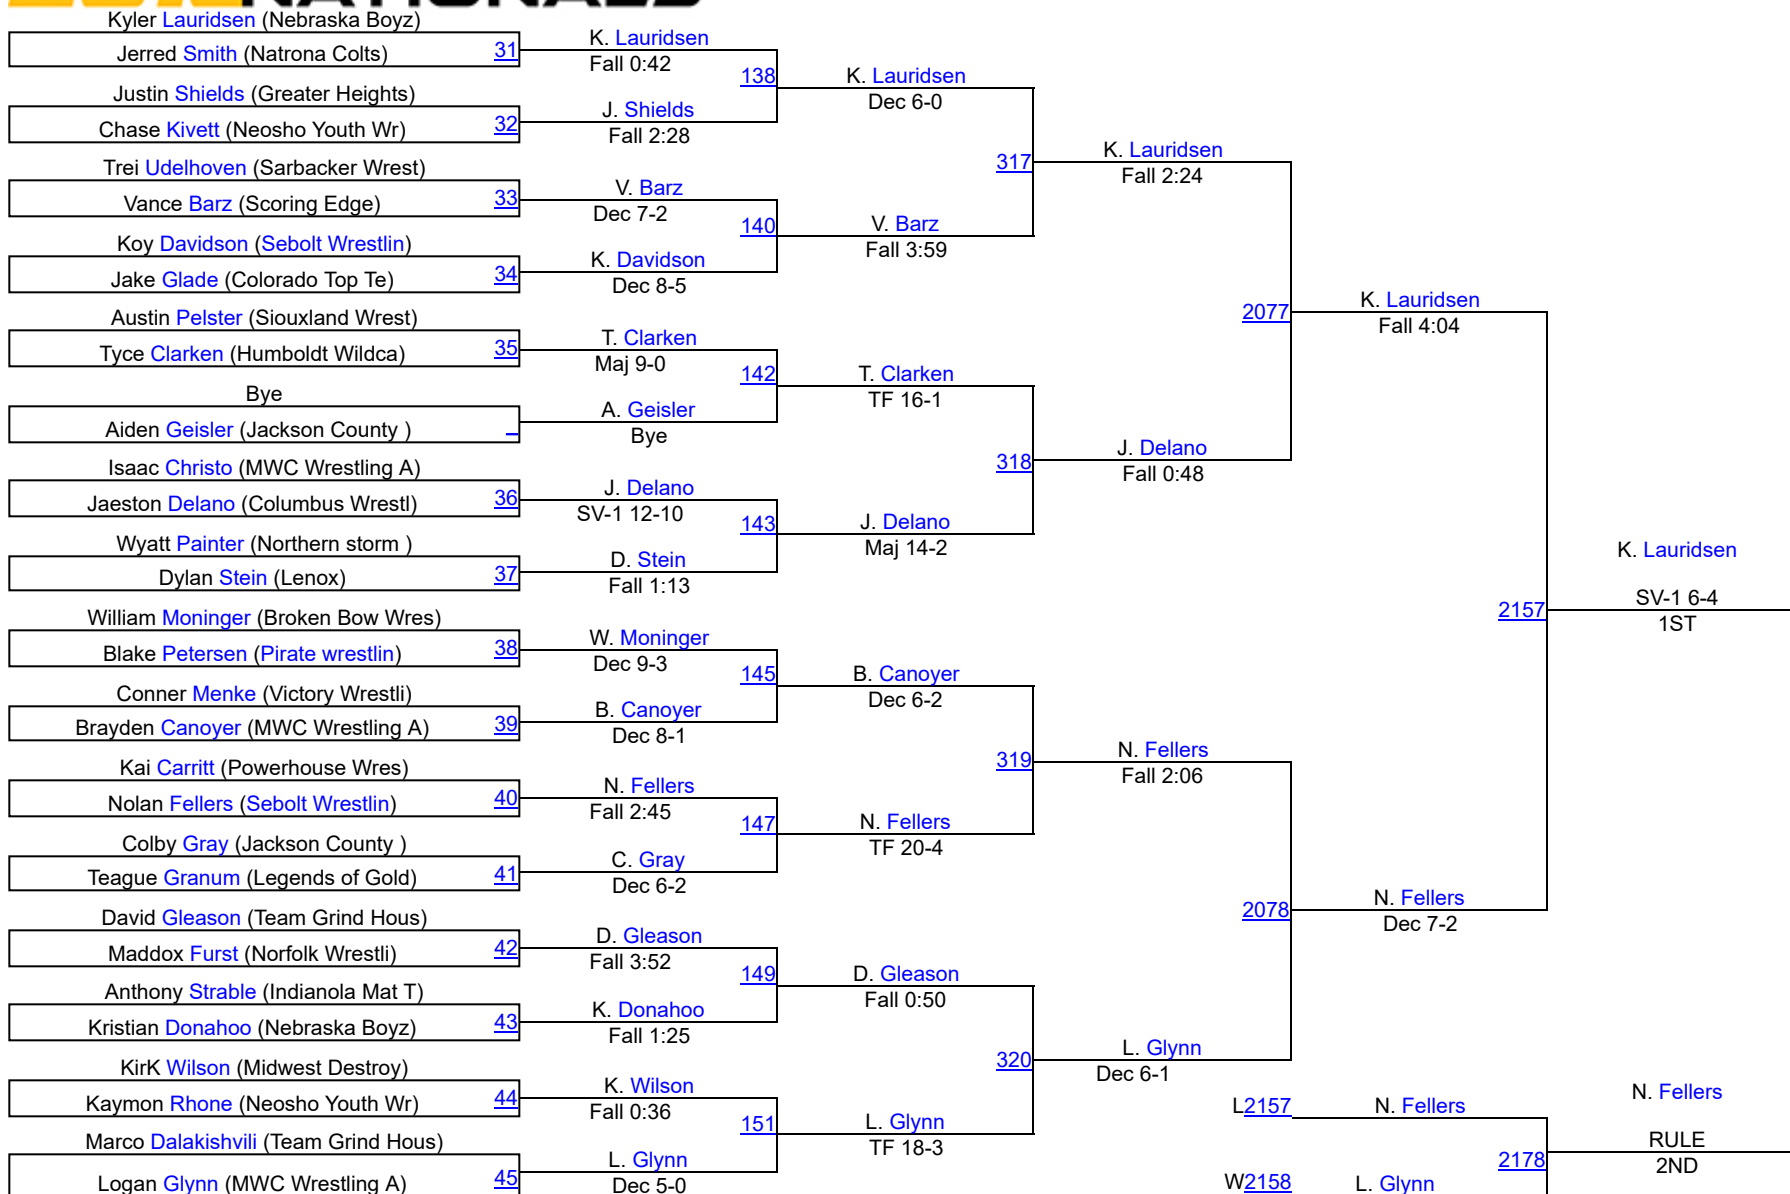 NATIONALS
Kyler Lauridsen (Nebraska Boyz)
Jerred Smith (Natrona Colts)
31
Justin Shields (Greater Heights)
Chase Kivett (Neosho Youth Wr)
32
Trei Udelhoven (Sarbacker Wrest)
Vance Barz (Scoring Edge)
33
Koy Davidson (Sebolt Wrestlin)
Jake Glade (Colorado Top Te)
34
Austin Pelster (Siouxland Wrest)
Tyce Clarken (Humboldt Wildca)
35
Bye
Aiden Geisler (Jackson County )
Isaac Christo (MWC Wrestling A)
Jaeston Delano (Columbus Wrestl)
36
Wyatt Painter (Northern storm )
Dylan Stein (Lenox)
37
William Moninger (Broken Bow Wres)
Blake Petersen (Pirate wrestlin)
38
Conner Menke (Victory Wrestli)
Brayden Canoyer (MWC Wrestling A)
39
Kai Carritt (Powerhouse Wres)
Nolan Fellers (Sebolt Wrestlin)
40
Colby Gray (Jackson County )
Teague Granum (Legends of Gold)
41
David Gleason (Team Grind Hous)
Maddox Furst (Norfolk Wrestli)
42
Anthony Strable (Indianola Mat T)
Kristian Donahoo (Nebraska Boyz)
43
KirK Wilson (Midwest Destroy)
Kaymon Rhone (Neosho Youth Wr)
44
Marco Dalakishvili (Team Grind Hous)
Logan Glynn (MWC Wrestling A)
45
K. Lauridsen
Fall 0:42
138
J. Shields
Fall 2:28
V. Barz
Dec 7-2
140
K. Davidson
Dec 8-5
T. Clarken
Maj 9-0
142
A. Geisler
Bye
J. Delano
SV-1 12-10
143
D. Stein
Fall 1:13
W. Moninger
Dec 9-3
145
B. Canoyer
Dec 8-1
N. Fellers
Fall 2:45
147
C. Gray
Dec 6-2
D. Gleason
Fall 3:52
149
K. Donahoo
Fall 1:25
K. Wilson
Fall 0:36
151
L. Glynn
Dec 5-0
K. Lauridsen
Dec 6-0
317
V. Barz
Fall 3:59
T. Clarken
TF 16-1
318
J. Delano
Maj 14-2
B. Canoyer
Dec 6-2
319
N. Fellers
TF 20-4
D. Gleason
Fall 0:50
320
L. Glynn
TF 18-3
K. Lauridsen
Fall 2:24
2077
J. Delano
Fall 0:48
N. Fellers
Fall 2:06
2078
L. Glynn
Dec 6-1
K. Lauridsen
Fall 4:04
2157
N. Fellers
Dec 7-2
K. Lauridsen
SV-1 6-4
1ST
L2157
N. Fellers
2178
W2158
L. Glynn
N. Fellers
RULE
2ND